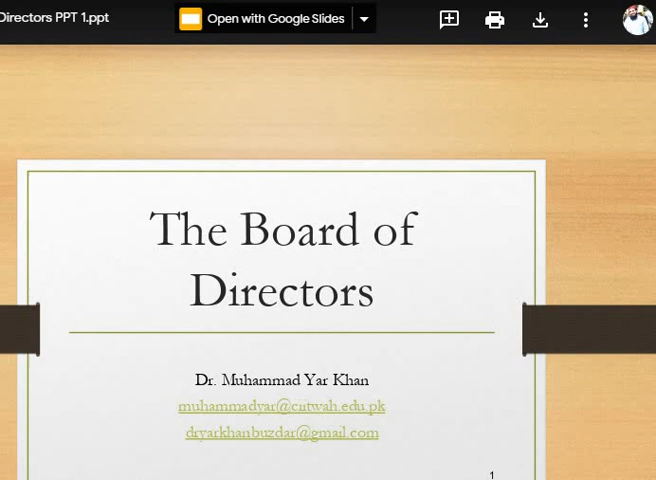 Directors PPT 1.ppt
Open with Google Slides
The Board of
Directors
Dr. Muhammad Yar Khan
muhammadyar@ciitwah.edu.pk
dryarkhanbuzdar@gmail.com
1